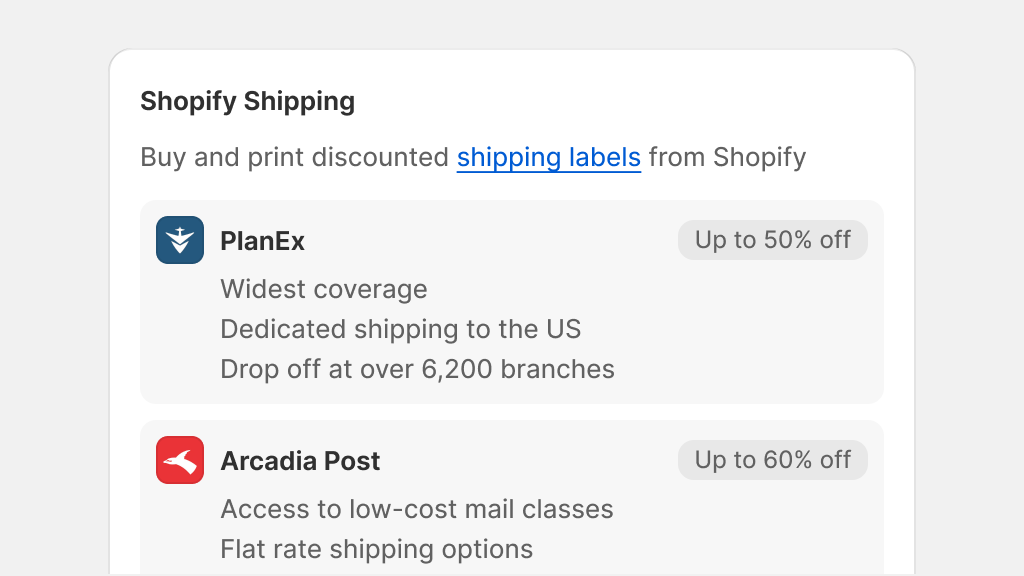 Shopify Shipping
Buy and print discounted shipping labels from Shopify
PlanEx
Up to 50% off
Widest coverage
Dedicated shipping to the US
Drop off at over 6,200 branches
Arcadia Post
Up to 60% off
Access to low-cost mail classes
Flat rate shipping options